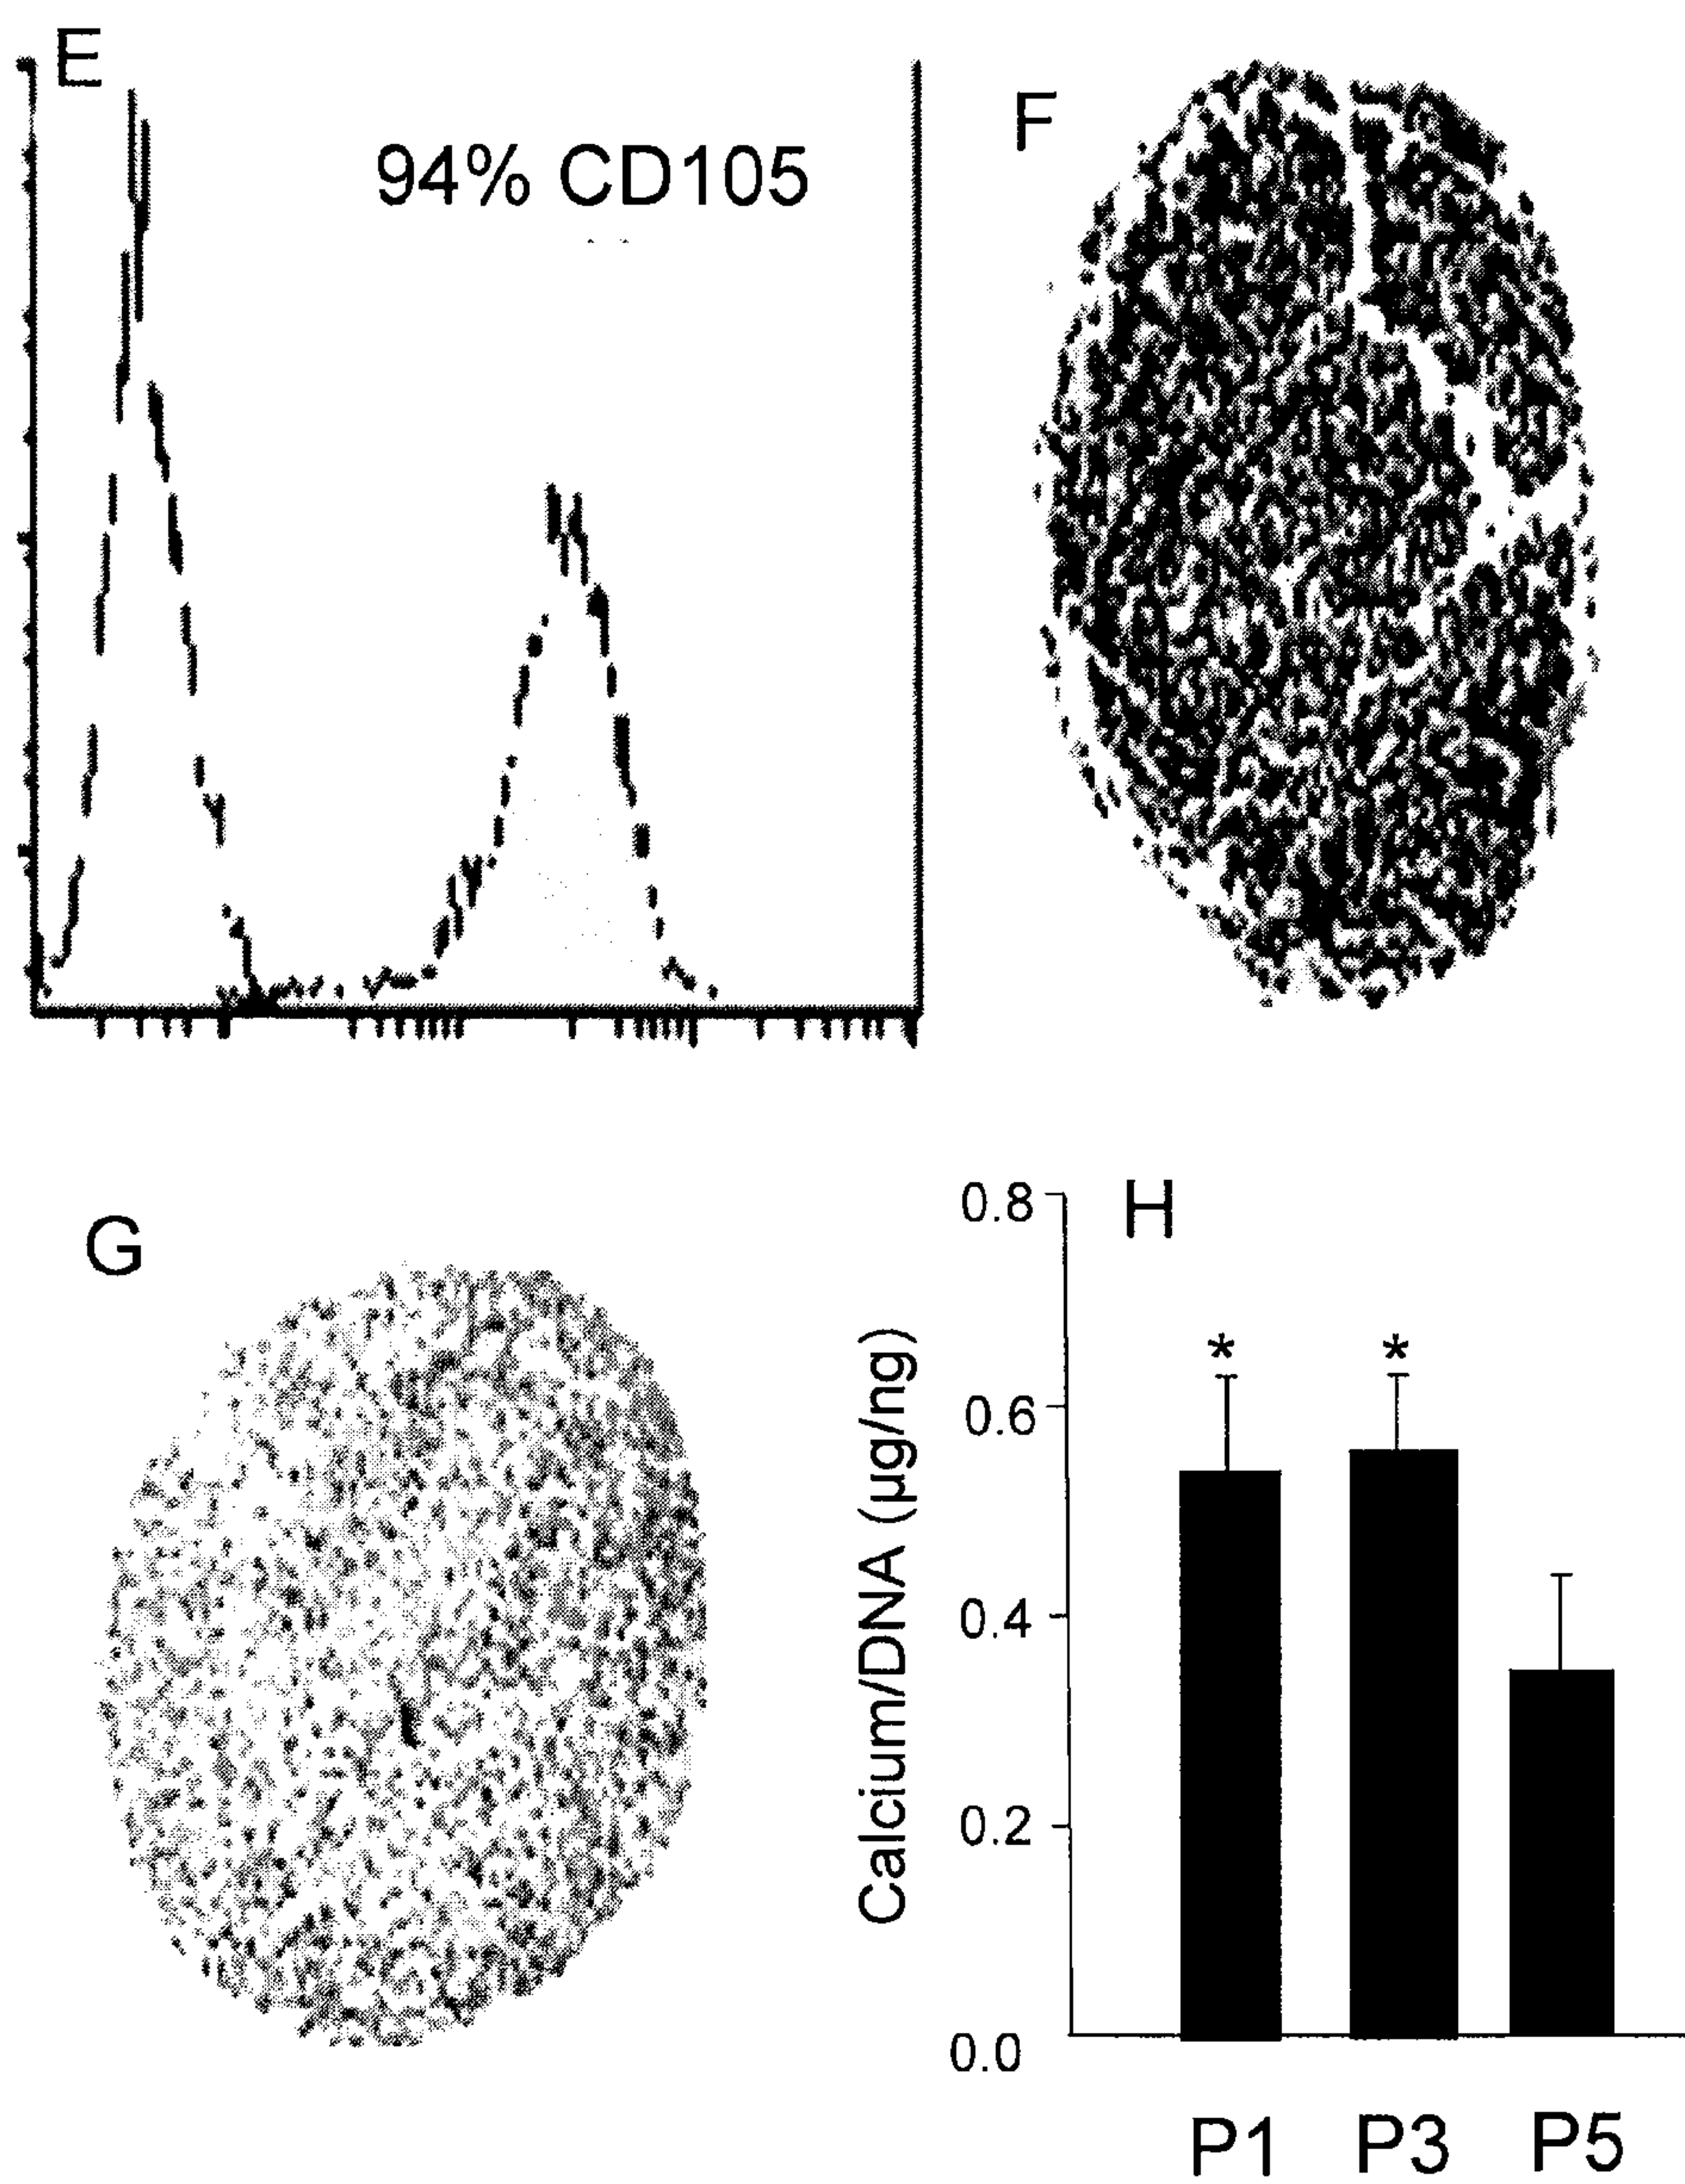 E
94% CD105
F
G
H
Calcium/DNA (µg/ng)
0.8
0.6
0.4
0.2
0.0
* *
P1 P3 P5